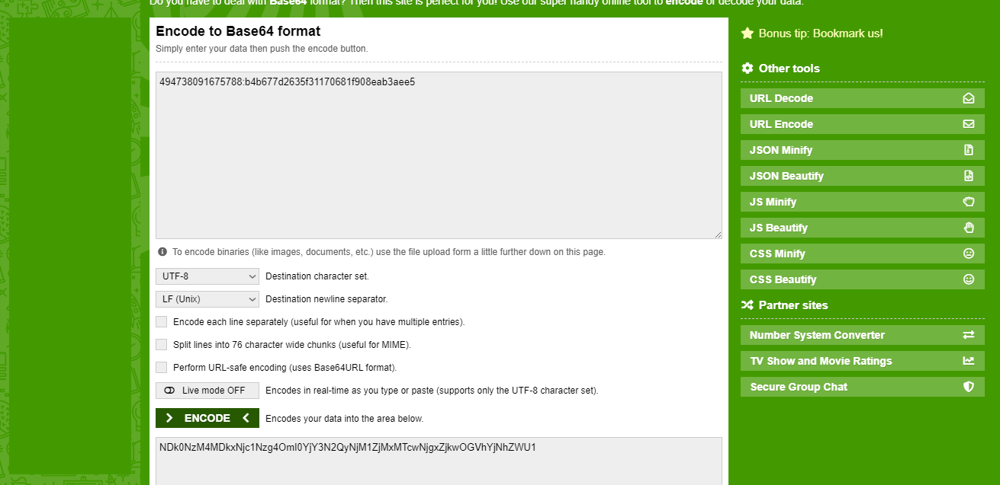 Do you have to deal with Base64 format? Then this site is perfect for you! Use our super handy online tool to encode or decode your data.
Encode to Base64 format
Simply enter your data then push the encode button.
494738091675788:b4b677d2635f31170681f908eab3aee5
To encode binaries (like images, documents, etc.) use the file upload form a little further down on this page.
UTF-8 Destination character set.
LF (Unix) Destination newline separator.
Encode each line separately (useful for when you have multiple entries).
Split lines into 76 character wide chunks (useful for MIME).
Perform URL-safe encoding (uses Base64URL format).
Live mode OFF Encodes in real-time as you type or paste (supports only the UTF-8 character set).
ENCODE Encodes your data into the area below.
NDk0NzM4MDkxNjc1Nzg4OmI0YjY3N2QyNjM1ZjMxMTcwNjgxZjkwOGVhYjNhZWU1
Bonus tip: Bookmark us!
Other tools
URL Decode
URL Encode
JSON Minify
JSON Beautify
JS Minify
JS Beautify
CSS Minify
CSS Beautify
Partner sites
Number System Converter
TV Show and Movie Ratings
Secure Group Chat